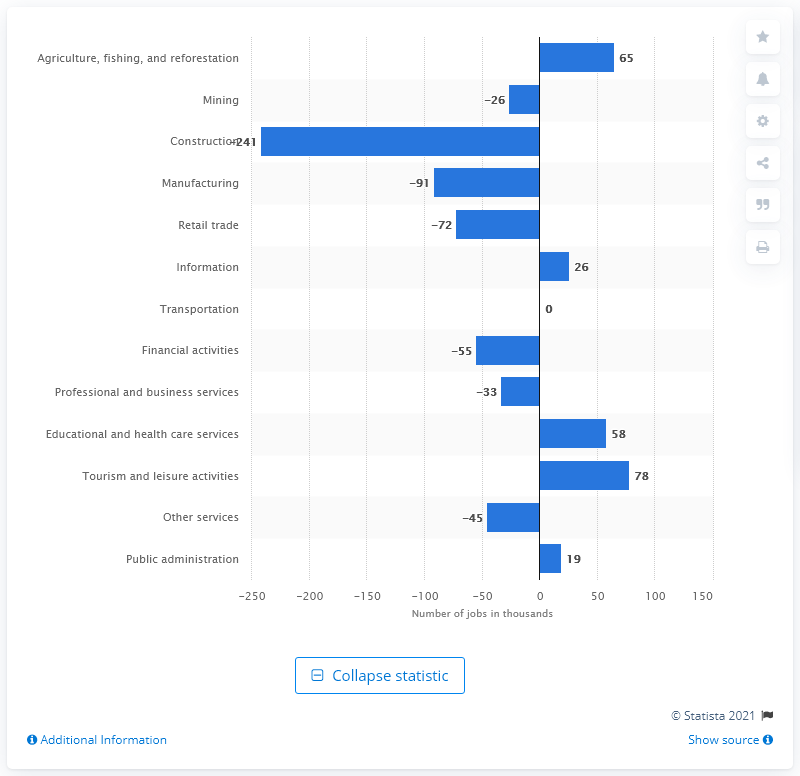 Agriculture, fishing, and reforestation 65
Mining −26
Construction −241
Manufacturing −91
Retail trade −72
Information 26
Transportation 0
Financial activities −55
Professional and business services −33
Educational and health care services 58
Tourism and leisure activities 78
Other services −45
Public administration 19
−250 −200 −150 −100 −50 0 50 100 150
Number of jobs in thousands
Collapse statistic
© Statista 2021
Additional Information Show source